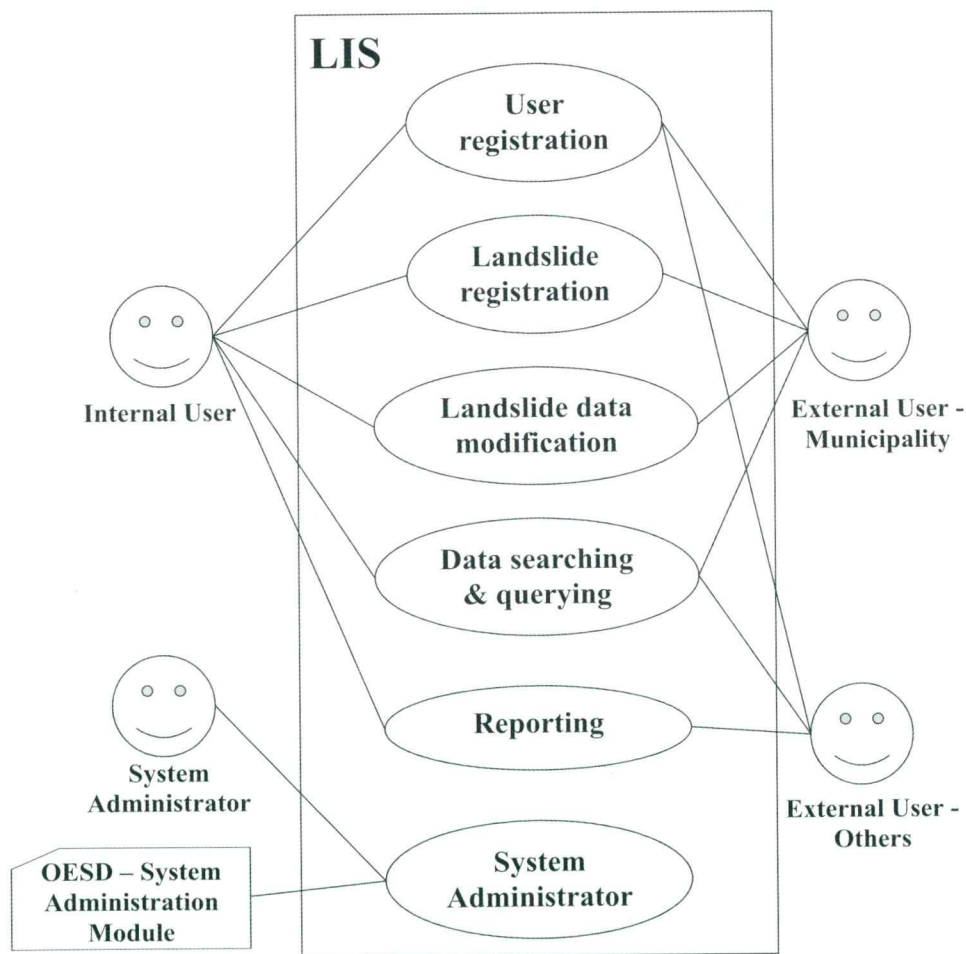 LIS
User
registration
Landslide
registration
Internal User
External User -
Municipality
Landslide data
modification
Data searching
& querying
Reporting
System
Administrator
External User -
Others
OESD – System
Administration
Module
System
Administrator